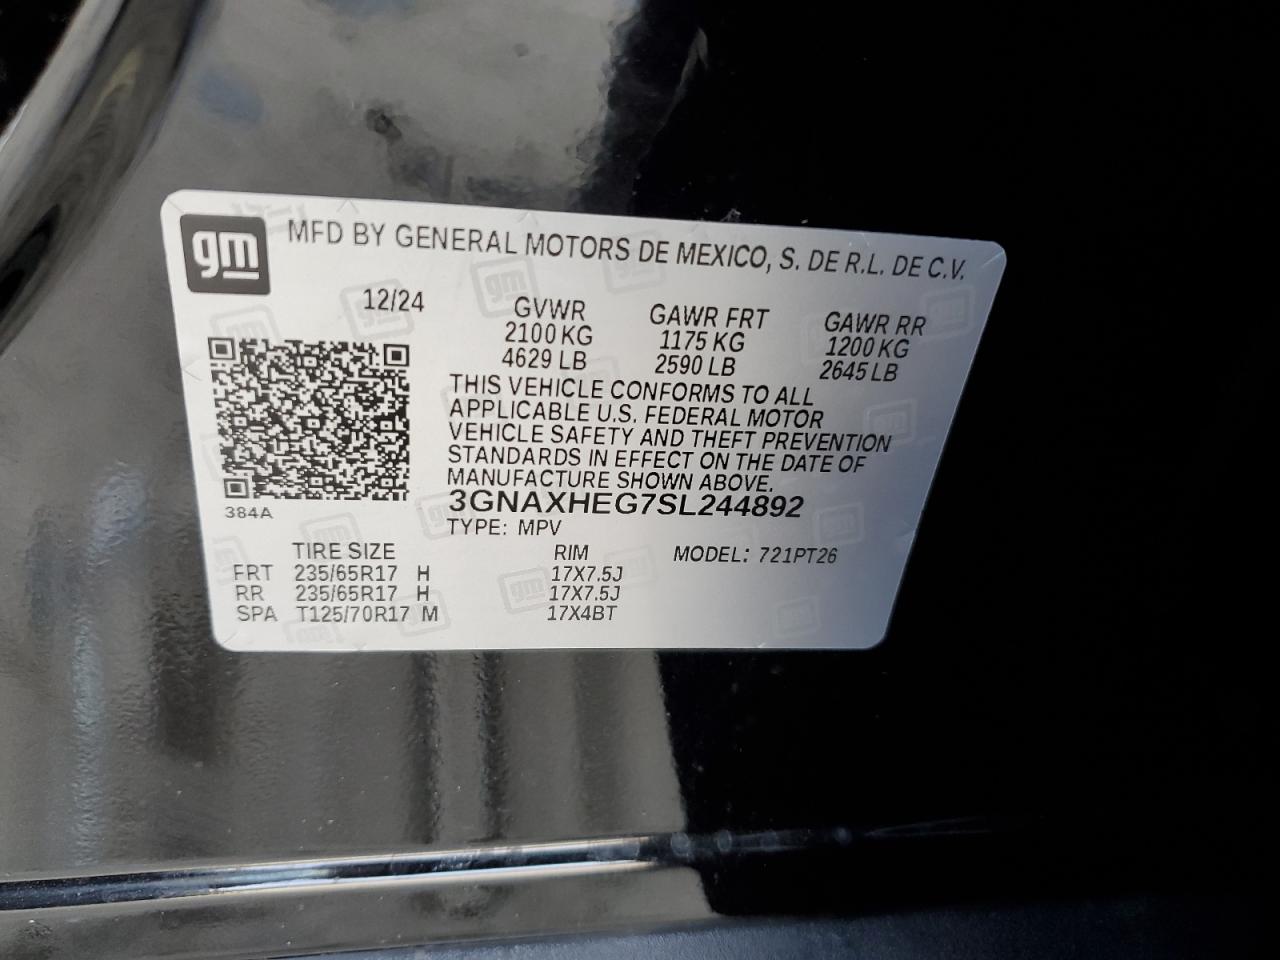 gm MFD BY GENERAL MOTORS DE MEXICO, S. DE R.L. DE C.V.
12/24 GVWR GAWR FRT GAWR RR
2100 KG 1175 KG 1200 KG
4629 LB 2590 LB 2645 LB
THIS VEHICLE CONFORMS TO ALL
APPLICABLE U.S. FEDERAL MOTOR
VEHICLE SAFETY AND THEFT PREVENTION
STANDARDS IN EFFECT ON THE DATE OF
MANUFACTURE SHOWN ABOVE.
384A 3GNAXHEG7SL244892
TYPE: MPV
TIRE SIZE RIM MODEL: 721PT26
FRT 235/65R17 H 17X7.5J
RR 235/65R17 H 17X7.5J
SPA T125/70R17 M 17X4BT